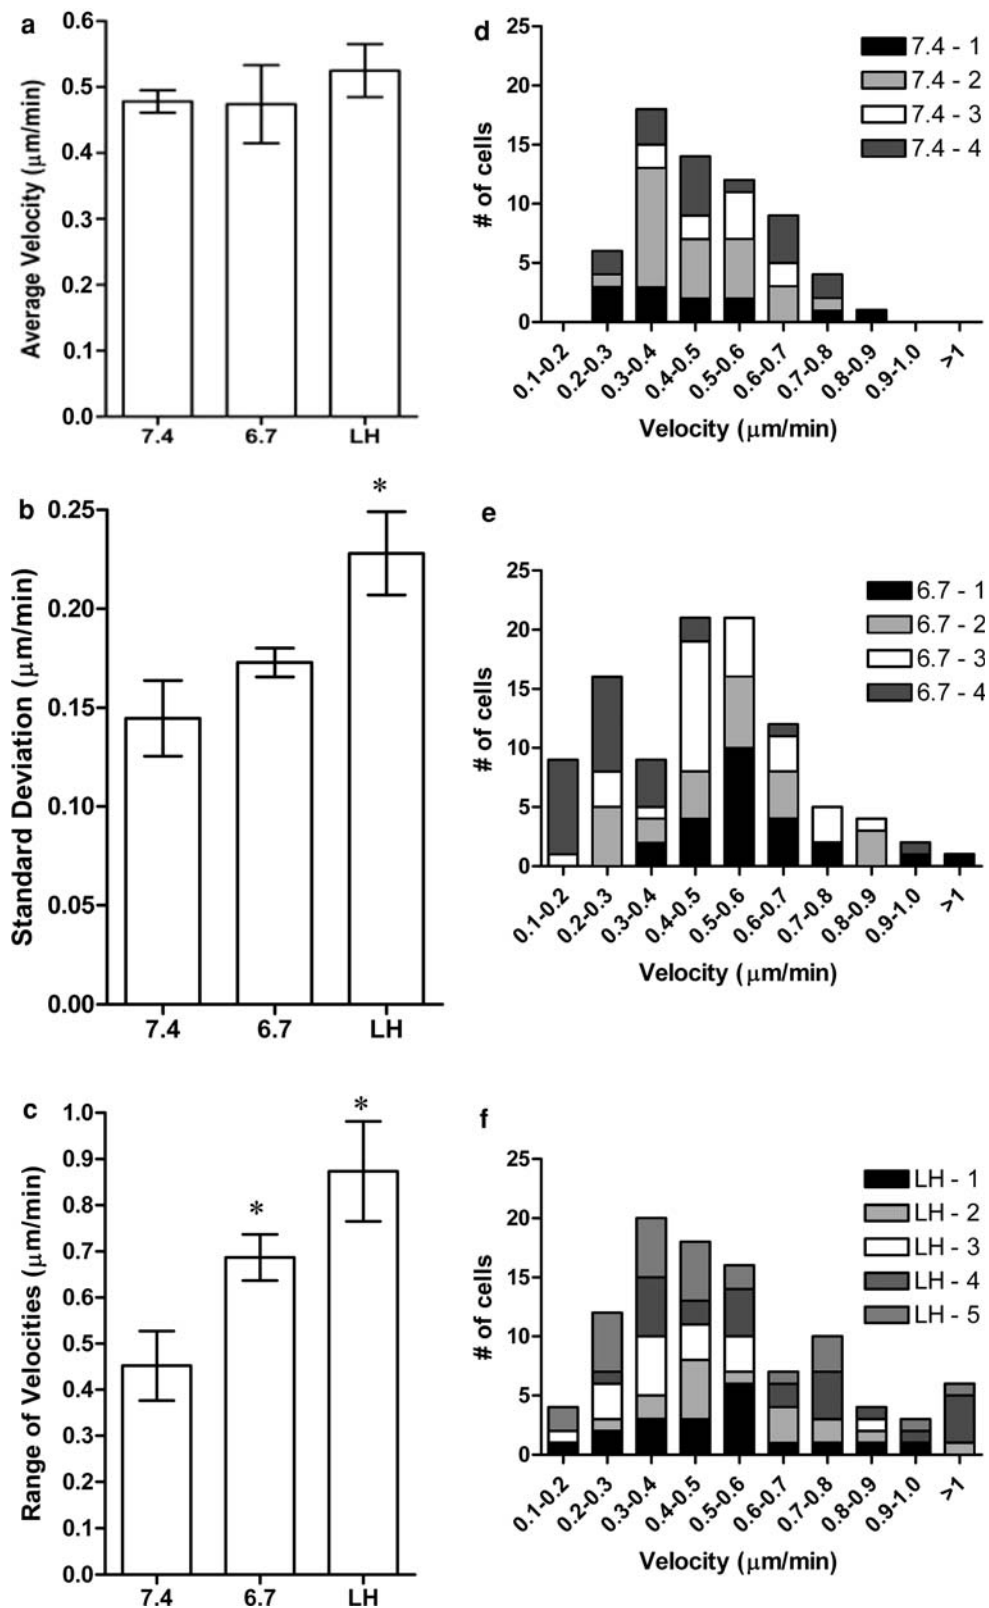 a
Average Velocity (μm/min)
0.6
0.5
0.4
0.3
0.2
0.1
0.0
7.4 6.7 LH
b
Standard Deviation (μm/min)
0.25
0.20
0.15
0.10
0.05
0.00
*
7.4 6.7 LH
c
Range of Velocities (μm/min)
1.0
0.9
0.8
0.7
0.6
0.5
0.4
0.3
0.2
0.1
0.0
* *
7.4 6.7 LH
d
# of cells
25
20
15
10
5
0
7.4 - 1
7.4 - 2
7.4 - 3
7.4 - 4
0.1-0.2 0.2-0.3 0.3-0.4 0.4-0.5 0.5-0.6 0.6-0.7 0.7-0.8 0.8-0.9 0.9-1.0 >1
Velocity (μm/min)
e
# of cells
25
20
15
10
5
0
6.7 - 1
6.7 - 2
6.7 - 3
6.7 - 4
0.1-0.2 0.2-0.3 0.3-0.4 0.4-0.5 0.5-0.6 0.6-0.7 0.7-0.8 0.8-0.9 0.9-1.0 >1
Velocity (μm/min)
f
# of cells
25
20
15
10
5
0
LH - 1
LH - 2
LH - 3
LH - 4
LH - 5
0.1-0.2 0.2-0.3 0.3-0.4 0.4-0.5 0.5-0.6 0.6-0.7 0.7-0.8 0.8-0.9 0.9-1.0 >1
Velocity (μm/min)